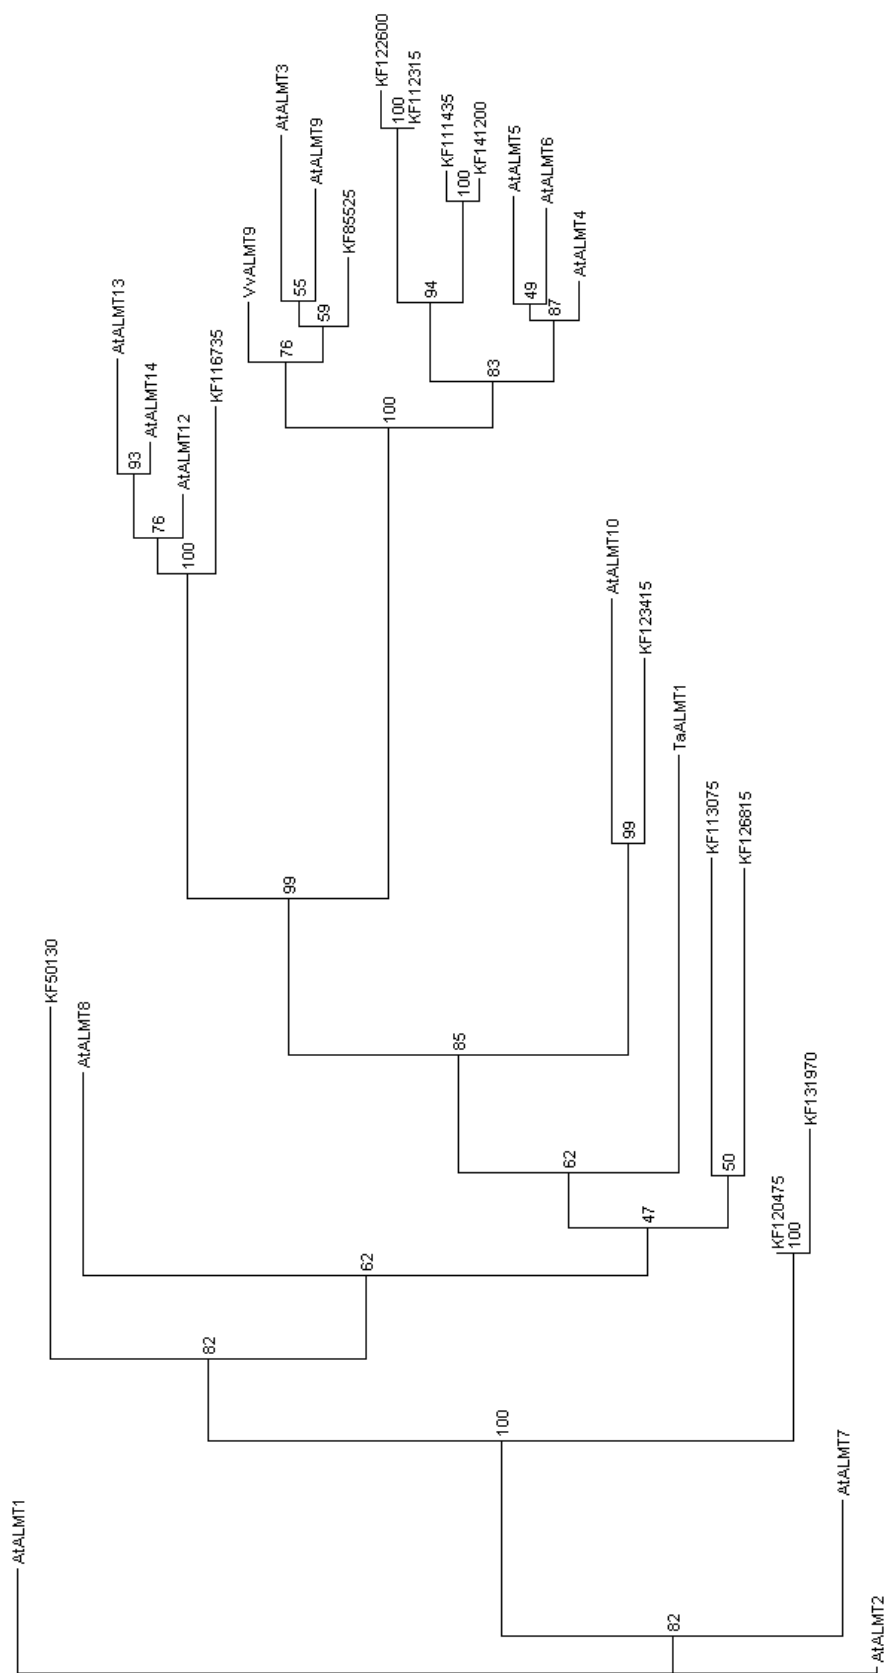 AtALMT1
KF50130
AtALMT8
AtALMT13
93
AtALMT14
76
AtALMT12
100
KF116735
99
VvALMT9
76
AtALMT3
55
AtALMT9
59
KF85525
100
KF122600
100
KF112315
94
KF111435
100
KF141200
83
AtALMT5
49
AtALMT6
87
AtALMT4
85
AtALMT10
99
KF123415
62
TaALMT1
47
KF113075
50
KF126815
62
82
KF120475
100
KF131970
100
AtALMT7
82
AtALMT2